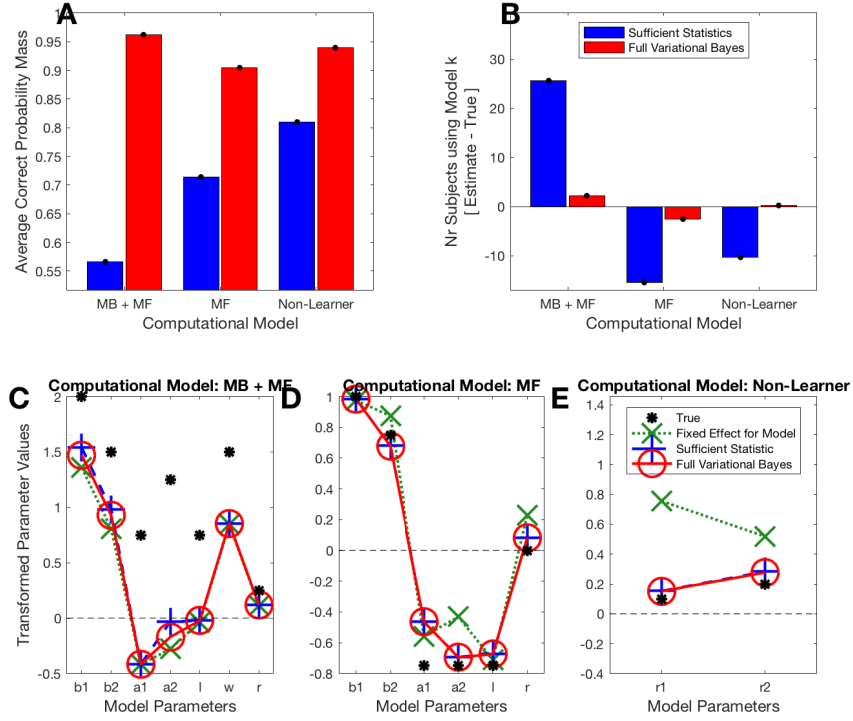 A
Average Correct Probability Mass
0.95
1
0.9
0.85
0.8
0.75
0.7
0.65
0.6
0.55
MB + MF
MF
Non-Learner
Computational Model
B
Nr Subjects using Model k
[ Estimate - True ]
Sufficient Statistics
Full Variational Bayes
30
20
10
0
-10
MB + MF
MF
Non-Learner
Computational Model
C
Computational Model: MB + MF
Transformed Parameter Values
2
1.5
1
0.5
0
-0.5
b1 b2 a1 a2 l w r
Model Parameters
D
Computational Model: MF
1
0.8
0.6
0.4
0.2
0
-0.2
-0.4
-0.6
-0.8
b1 b2 a1 a2 l r
Model Parameters
E
Computational Model: Non-Learner
True
Fixed Effect for Model
Sufficient Statistic
Full Variational Bayes
1.4
1.2
1
0.8
0.6
0.4
0.2
0
-0.2
-0.4
r1 r2
Model Parameters